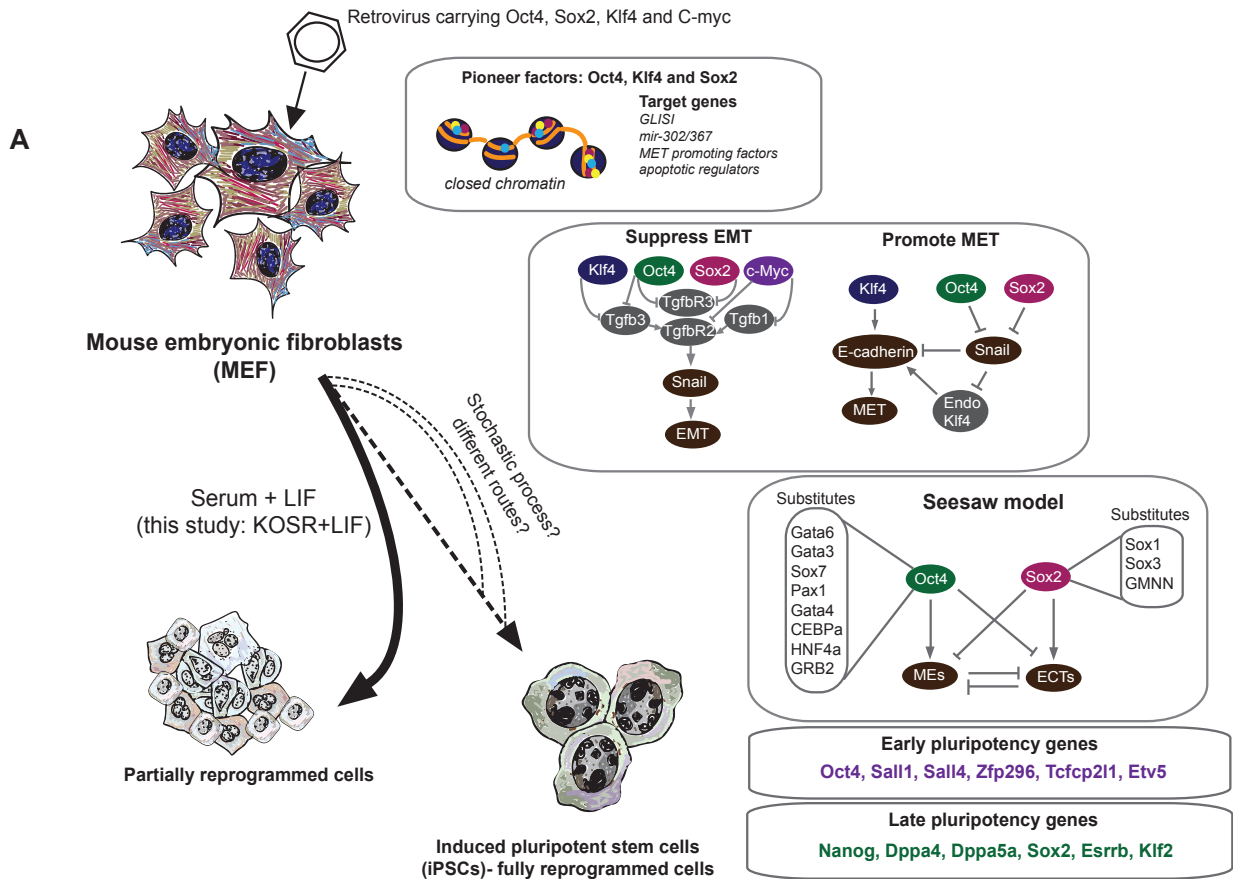 Retrovirus carrying Oct4, Sox2, Klf4 and C-myc
A
Pioneer factors: Oct4, Klf4 and Sox2
Target genes
GLISI
mir-302/367
MET promoting factors
apoptotic regulators
closed chromatin
Mouse embryonic fibroblasts
(MEF)
Suppress EMT
Klf4
Oct4
Sox2
c-Myc
TgfbR3
Tgfb3
TgfbR2
Tgfb1
Snail
EMT
Promote MET
Klf4
Oct4
Sox2
E-cadherin
Snail
MET
Endo
Klf4
Stochastic process?
different routes?
Serum + LIF
(this study: KOSR+LIF)
Seesaw model
Substitutes
Gata6
Gata3
Sox7
Pax1
Gata4
CEBPa
HNF4a
GRB2
Oct4
Sox2
Substitutes
Sox1
Sox3
GMNN
MEs
ECTs
Partially reprogrammed cells
Induced pluripotent stem cells
(iPSCs)- fully reprogrammed cells
Early pluripotency genes
Oct4, Sall1, Sall4, Zfp296, Tcfcp2l1, Etv5
Late pluripotency genes
Nanog, Dppa4, Dppa5a, Sox2, Esrrb, Klf2